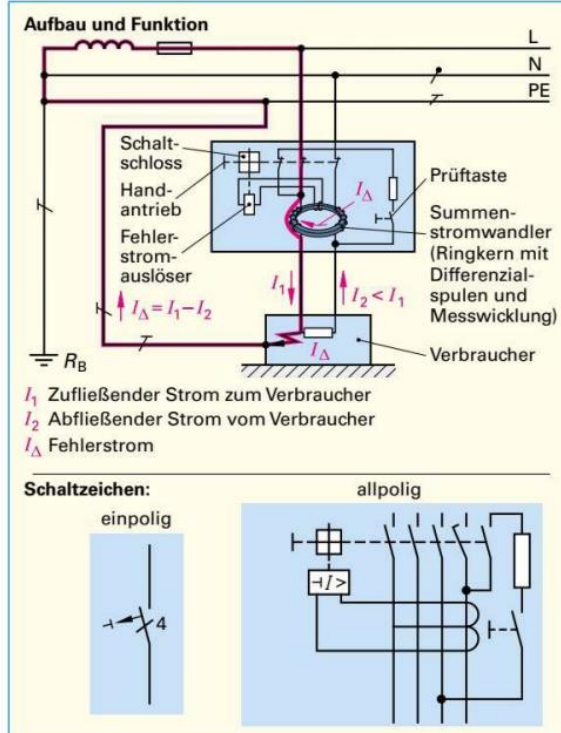 Aufbau und Funktion
L
N
PE
Schalt-
schloss
Hand-
antrieb
Fehler-
strom-
auslöser
I∆
Prüftaste
Summen-
stromwandler
(Ringkern mit
Differenzial-
spulen und
Messwicklung)
I∆ = I1 – I2
I1
I2 < I1
I∆
Verbraucher
RB
I1 Zufließender Strom zum Verbraucher
I2 Abfließender Strom vom Verbraucher
I∆ Fehlerstrom
Schaltzeichen:
einpolig
allpolig
4
I >